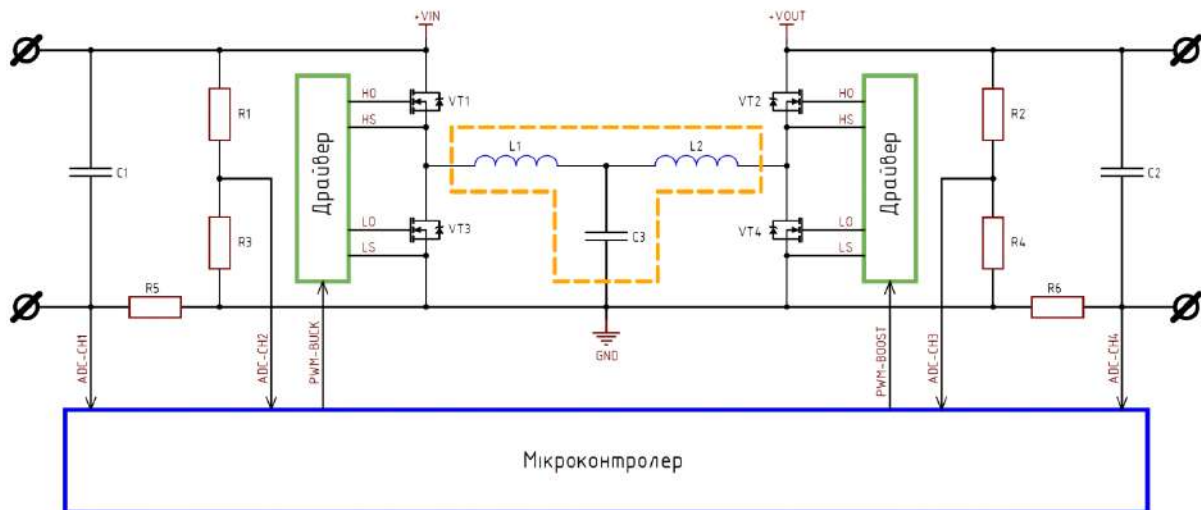 +VIN
+VOUT
R1
C1
Драйвер
HO
HS
LO
LS
VT1
VT3
L1
L2
C3
VT2
VT4
HO
HS
LO
LS
Драйвер
R2
C2
R3
R4
R5
R6
GND
ADC-CH1
ADC-CH2
PWM-BUCK
PWM-BOOST
ADC-CH3
ADC-CH4
Мікроконтролер